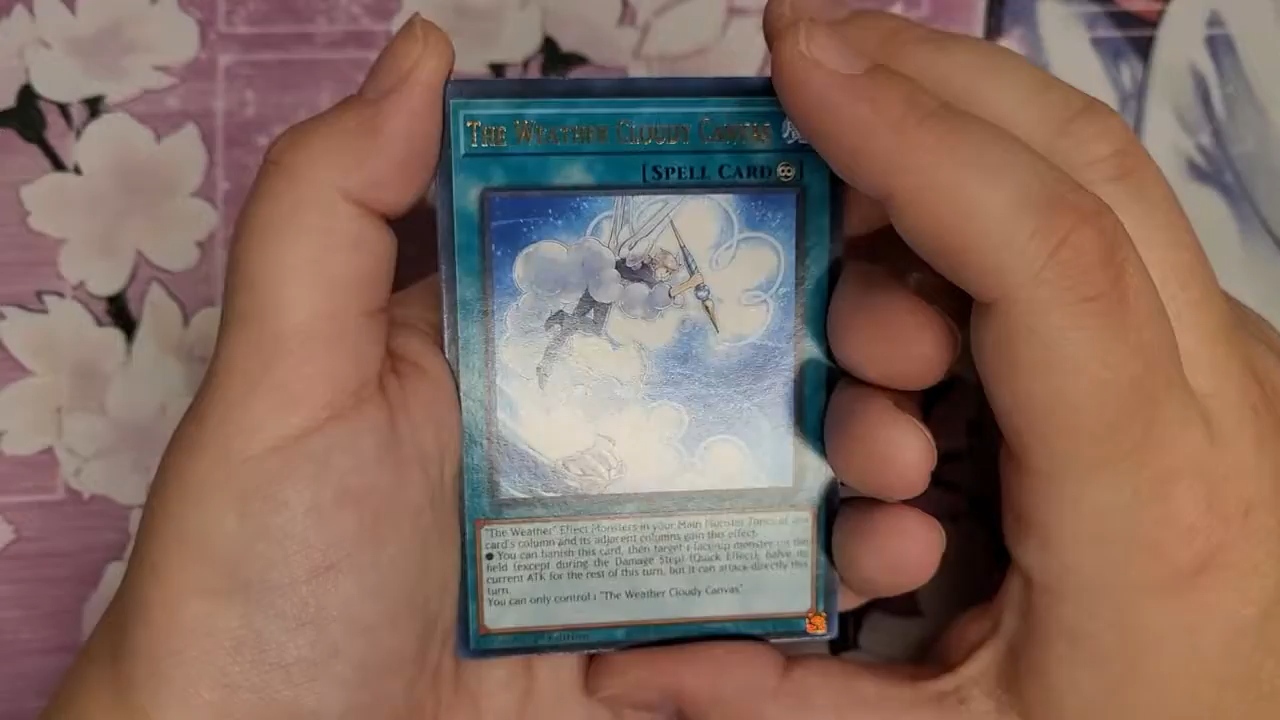 THE WEATHER CLOUDY CANVAS
[SPELL CARD ]
"The Weather" Effect Monsters in your Main Monster Zones of this
card's column and its adjacent columns gain this effect.
● You can banish this card, then target 1 face-up monster on the
field (except during the Damage Step) (Quick Effect); halve its
current ATK for the rest of this turn, but it can attack directly this
turn.
You can only control 1 "The Weather Cloudy Canvas".
1st Edition